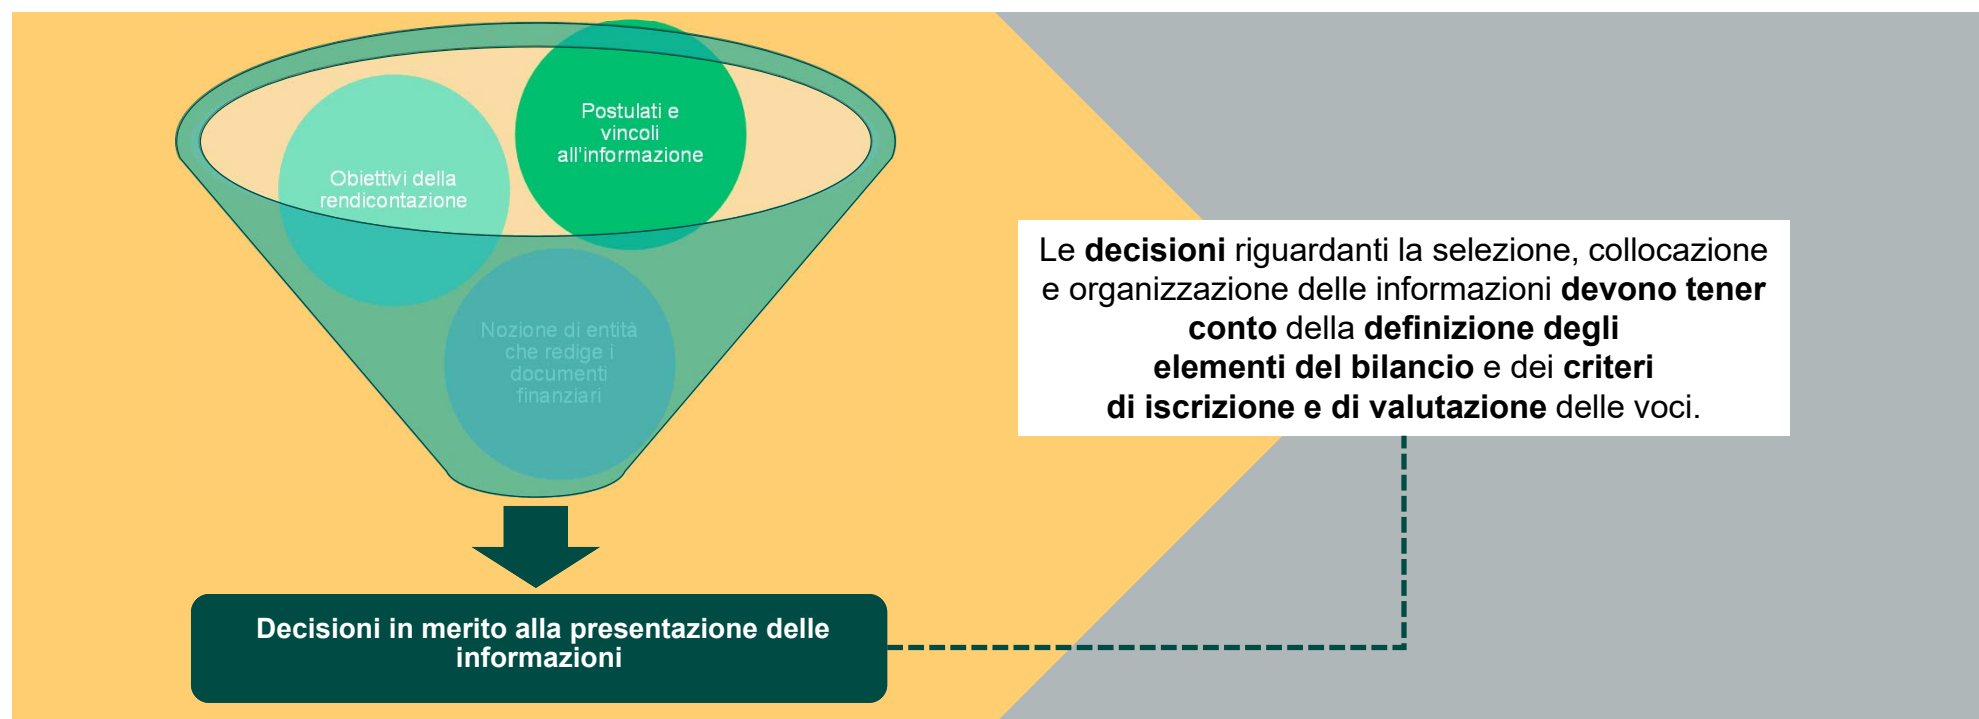 Postulati e
vincoli
all'informazione
Obiettivi della
rendicontazione
Nozione di entità
che redige i
documenti
finanziari
Decisioni in merito alla presentazione delle
informazioni
Le decisioni riguardanti la selezione, collocazione
e organizzazione delle informazioni devono tener
conto della definizione degli
elementi del bilancio e dei criteri
di iscrizione e di valutazione delle voci.